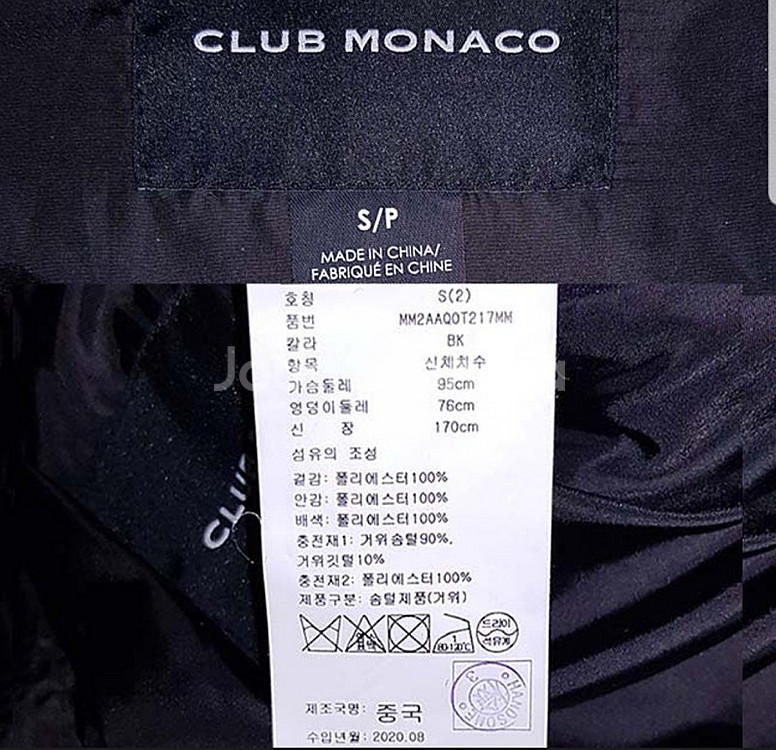 CLUB MONACO
S/P
MADE IN CHINA/
FABRIQUÉ EN CHINE
호칭 S(2)
품번 MM2AAQOT217MM
칼라 BK
항목 신체치수
가슴둘레 95cm
엉덩이둘레 76cm
신 장 170cm
섬유의 조성
겉감: 폴리에스터100%
안감: 폴리에스터100%
배색: 폴리에스터100%
충전재1: 거위솜털90%,
거위깃털10%
충전재2: 폴리에스터100%
제품구분: 솜털제품(거위)
1
80-120℃
드라이
석유계
HANDSOME
3
제조국명: 중국
수입년월: 2020.08